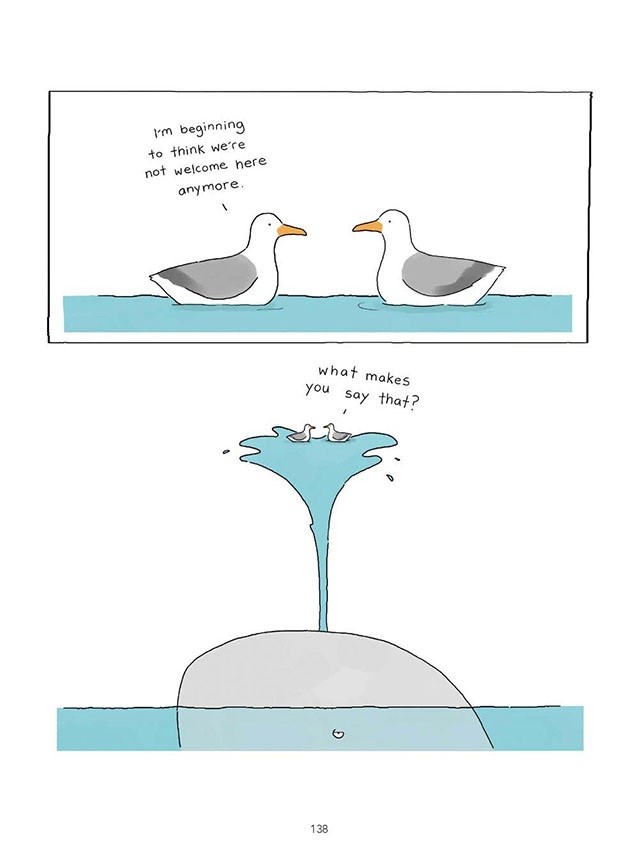 I'm beginning
to think we're
not welcome here
anymore.
what makes
you say that?
138